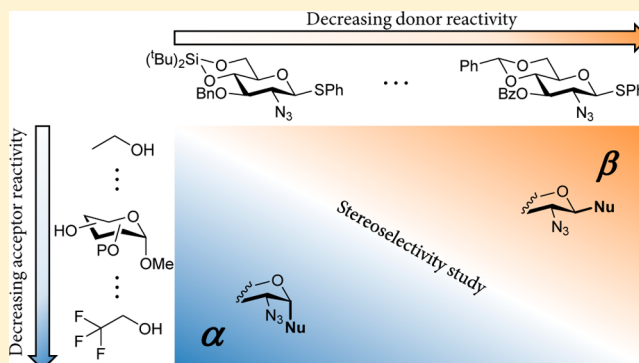 Decreasing donor reactivity
(ᵗBu)₂Si
O
O
O
BnO
SPh
N₃
...
Ph
O
O
O
BzO
SPh
N₃
Decreasing acceptor reactivity
OH
HO
O
PO
OMe
F
F
F
OH
Stereoselectivity study
β
O
Nu
N₃
α
O
N₃
Nu